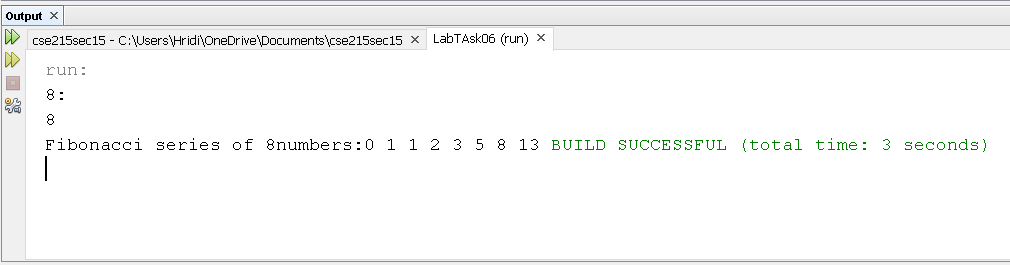 Output
cse215sec15 - C:\Users\Hridi\OneDrive\Documents\cse215sec15
LabTAsk06 (run)
run:
8:
8
Fibonacci series of 8numbers:0 1 1 2 3 5 8 13 BUILD SUCCESSFUL (total time: 3 seconds)